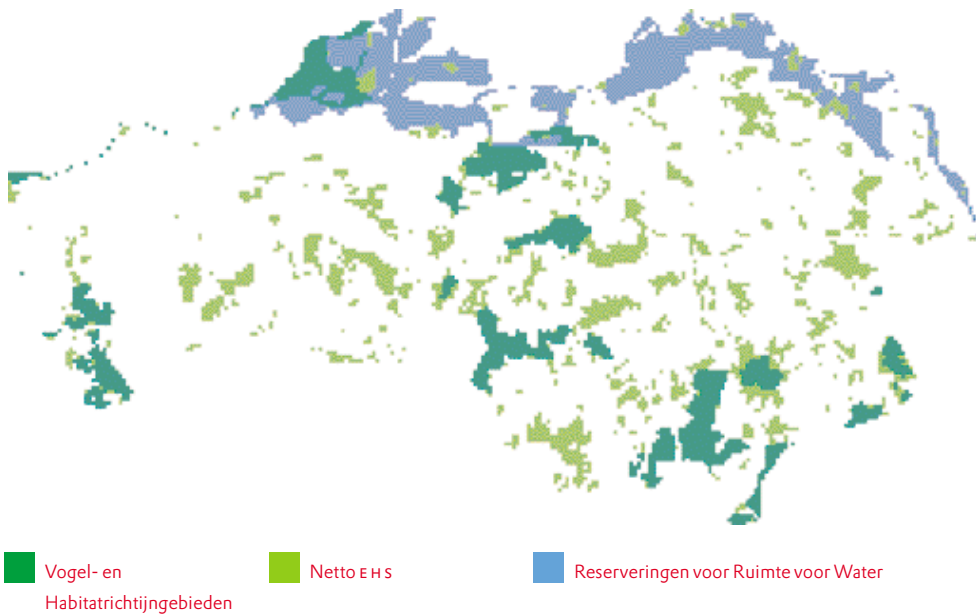 Vogel- en
Habitatrichtijngebieden
Netto EHS
Reserveringen voor Ruimte voor Water